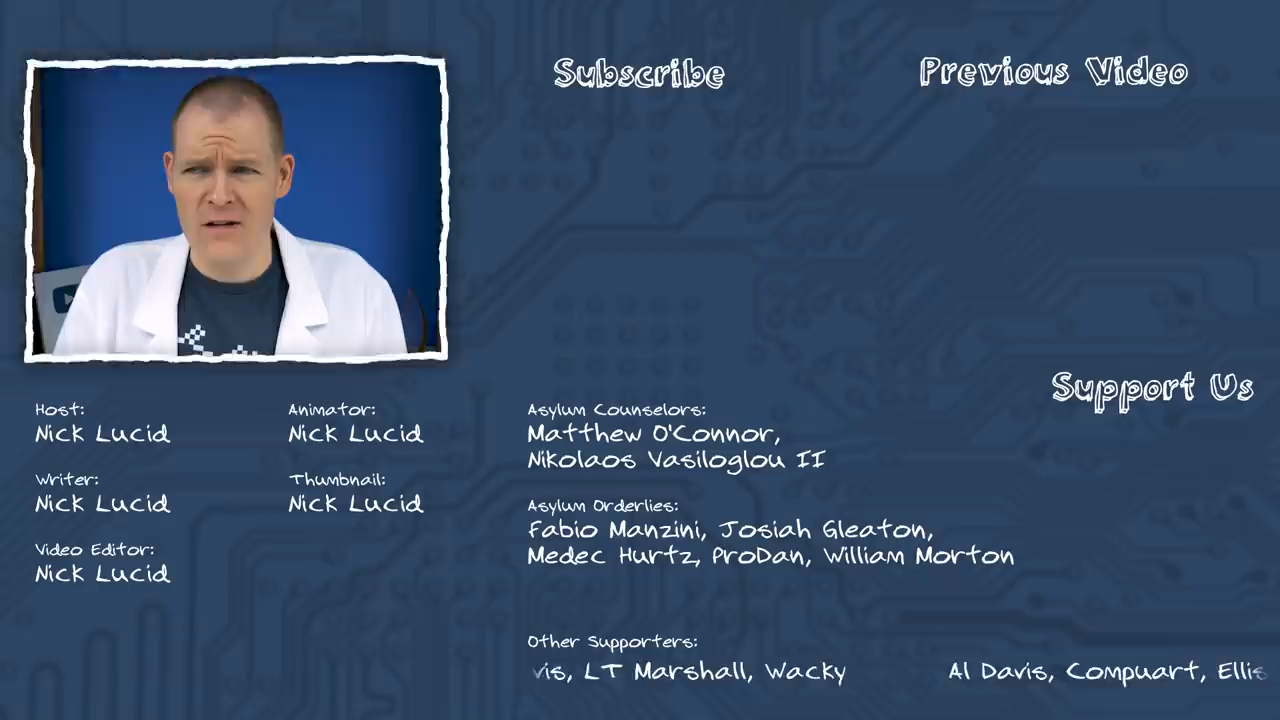 Subscribe
Previous Video
Support Us
Host:
Nick Lucid
Writer:
Nick Lucid
Video Editor:
Nick Lucid
Animator:
Nick Lucid
Thumbnail:
Nick Lucid
Asylum Counselors:
Matthew O'Connor,
Nikolaos Vasiloglou II
Asylum Orderlies:
Fabio Manzini, Josiah Gleaton,
Medec Hurtz, ProDan, William Morton
Other Supporters:
vis, LT Marshall, Wacky Al Davis, Compuart, Ellis